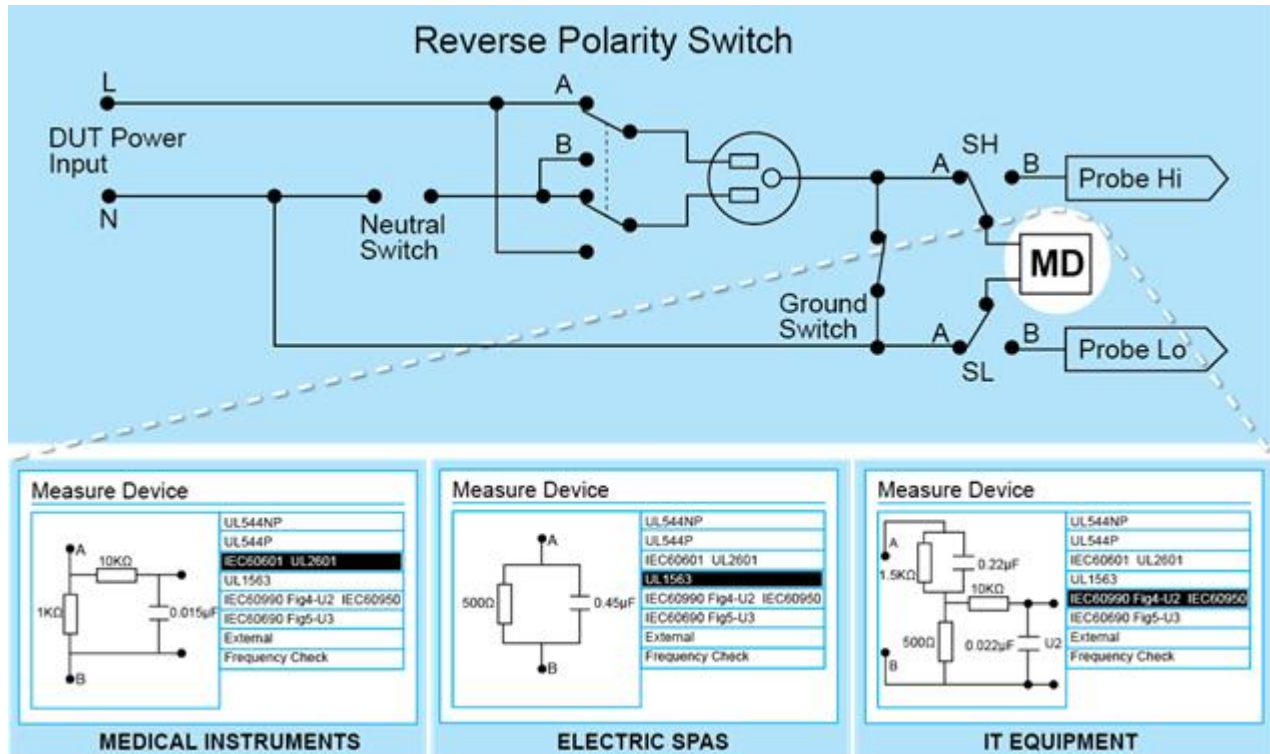 Reverse Polarity Switch
L
A
DUT Power
Input
B
SH
A
B
Probe Hi
N
Neutral
Switch
MD
Ground
Switch
A
B
Probe Lo
SL
Measure Device
A
10KΩ
1KΩ
0.015µF
B
UL544NP
UL544P
IEC60601 UL2601
UL1563
IEC60990 Fig4-U2 IEC60950
IEC60690 Fig5-U3
External
Frequency Check
MEDICAL INSTRUMENTS
Measure Device
A
500Ω
0.45µF
B
UL544NP
UL544P
IEC60601 UL2601
UL1563
IEC60990 Fig4-U2 IEC60950
IEC60690 Fig5-U3
External
Frequency Check
ELECTRIC SPAS
Measure Device
A
1.5KΩ
0.22µF
10KΩ
500Ω
0.022µF
U2
B
UL544NP
UL544P
IEC60601 UL2601
UL1563
IEC60990 Fig4-U2 IEC60950
IEC60690 Fig5-U3
External
Frequency Check
IT EQUIPMENT